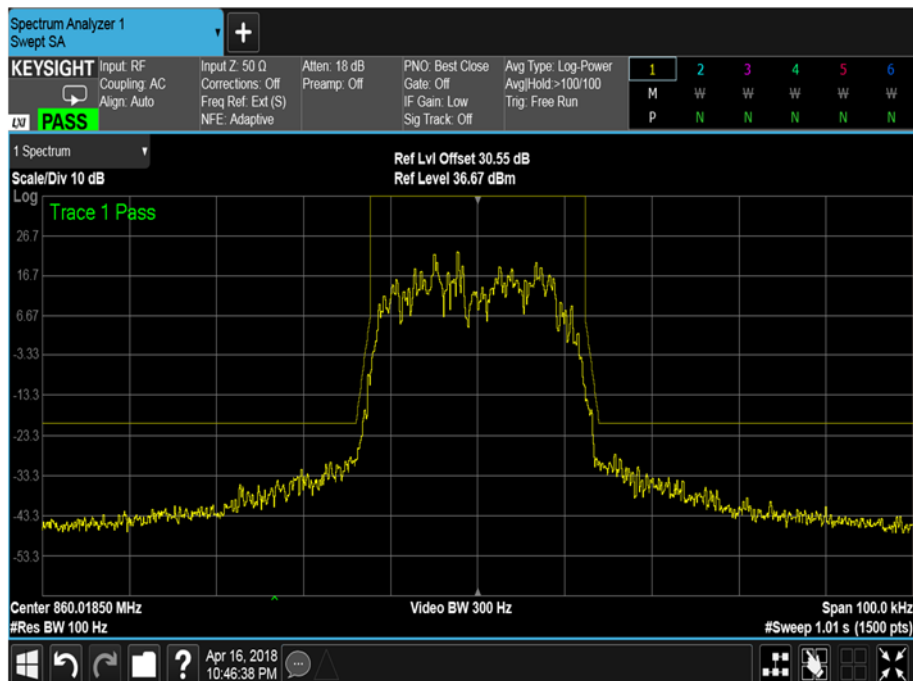 Spectrum Analyzer 1
Swept SA
KEYSIGHT
Input: RF
Coupling: AC
Align: Auto
Input Z: 50 Ω
Corrections: Off
Freq Ref: Ext (S)
NFE: Adaptive
Atten: 18 dB
Preamp: Off
PNO: Best Close
Gate: Off
IF Gain: Low
Sig Track: Off
Avg Type: Log-Power
Avg|Hold:>100/100
Trig: Free Run
1 2 3 4 5 6
M W W W W W
P N N N N N
LXI PASS
1 Spectrum
Scale/Div 10 dB
Ref Lvl Offset 30.55 dB
Ref Level 36.67 dBm
Log
Trace 1 Pass
26.7
16.7
6.67
-3.33
-13.3
-23.3
-33.3
-43.3
-53.3
Center 860.01850 MHz
Video BW 300 Hz
Span 100.0 kHz
#Res BW 100 Hz
#Sweep 1.01 s (1500 pts)
Apr 16, 2018
10:46:38 PM